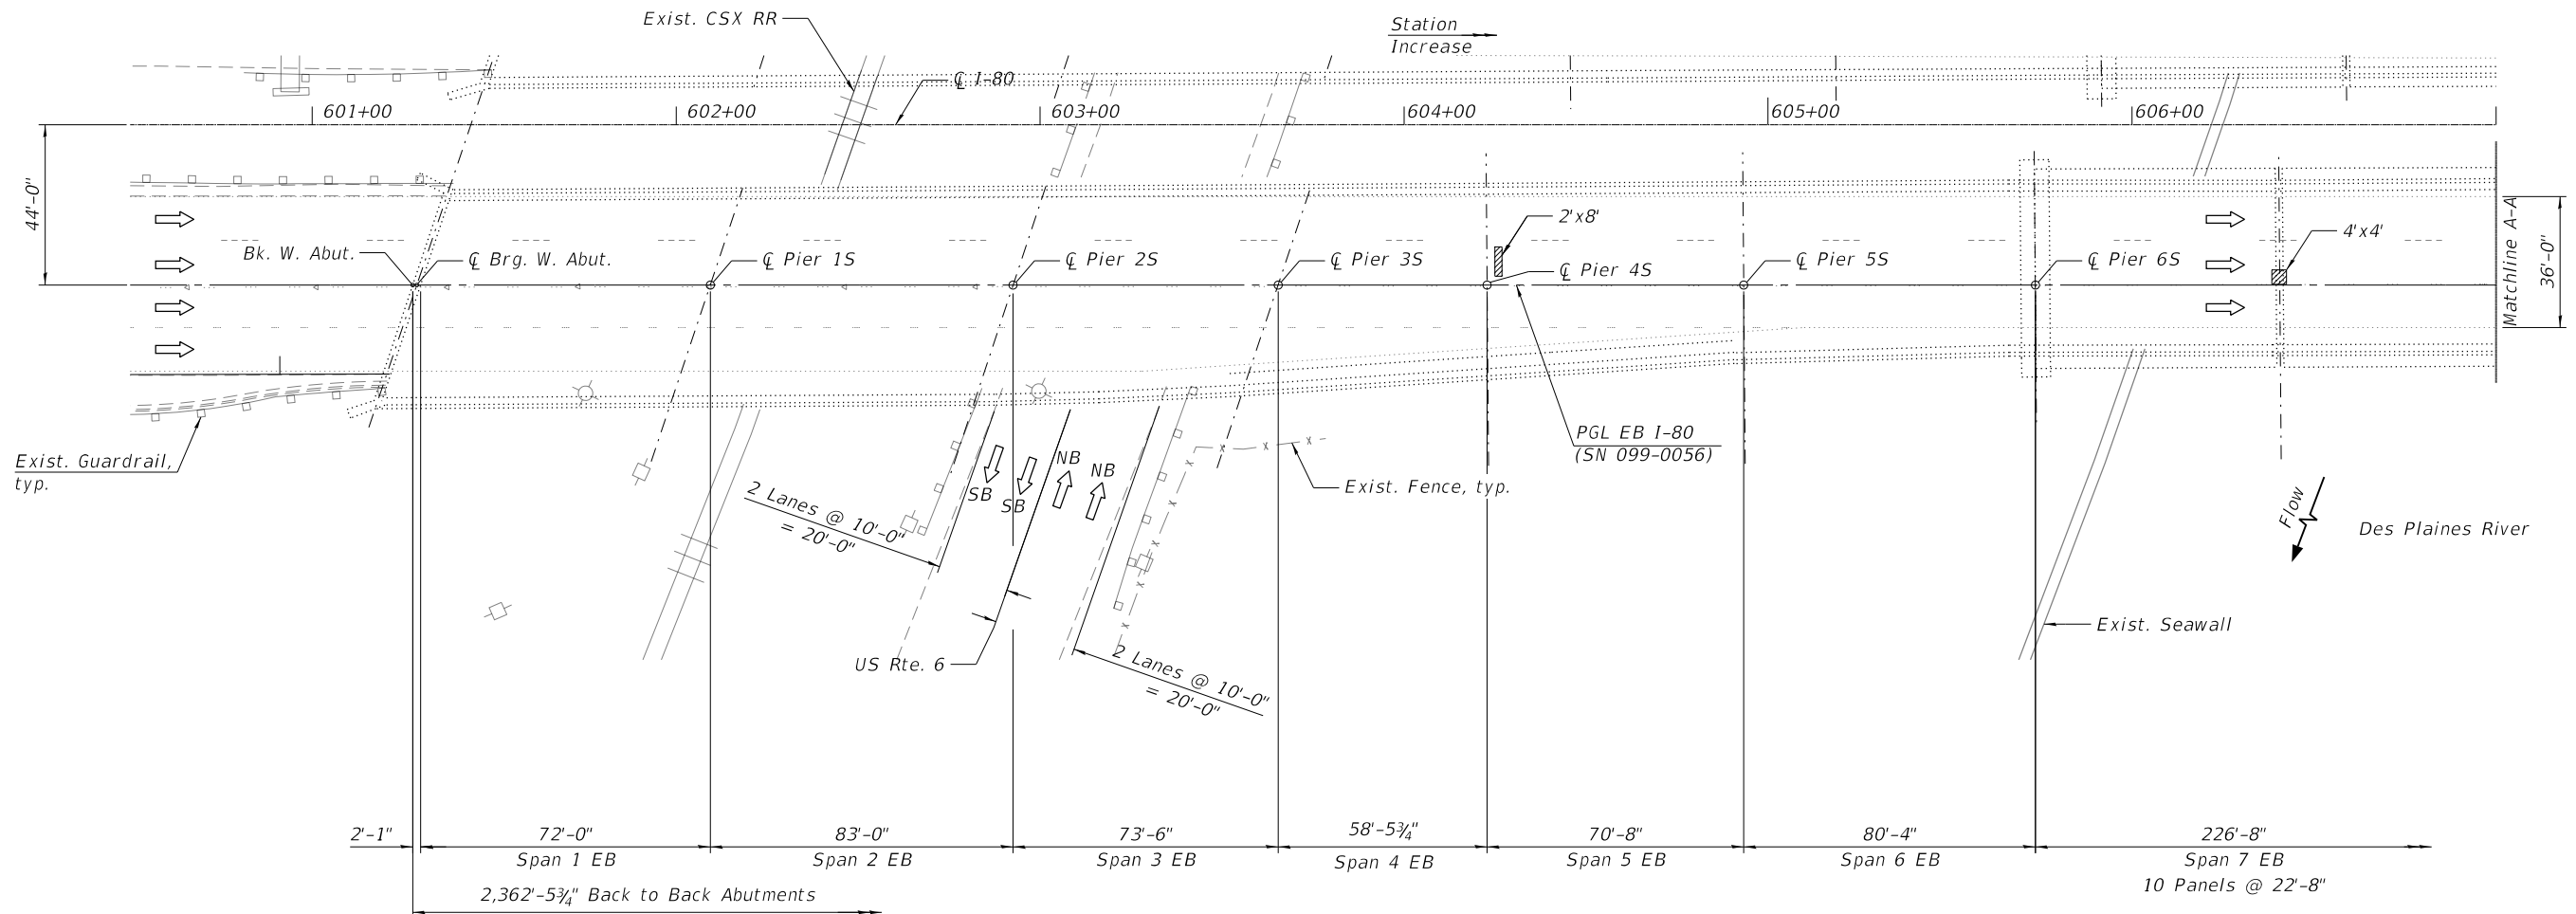 Exist. CSX RR
Station
Increase
℄ I-80
601+00
602+00
603+00
604+00
605+00
606+00
44'-0"
Bk. W. Abut.
℄ Brg. W. Abut.
℄ Pier 1S
℄ Pier 2S
℄ Pier 3S
2'x8'
℄ Pier 4S
℄ Pier 5S
℄ Pier 6S
4'x4'
Matchline A-A
36'-0"
PGL EB I-80
(SN 099-0056)
Exist. Guardrail,
typ.
SB
SB
NB
NB
Exist. Fence, typ.
2 Lanes @ 10'-0"
= 20'-0"
Flow
Des Plaines River
US Rte. 6
2 Lanes @ 10'-0"
= 20'-0"
Exist. Seawall
2'-1"
72'-0"
Span 1 EB
83'-0"
Span 2 EB
73'-6"
Span 3 EB
58'-5¾"
Span 4 EB
70'-8"
Span 5 EB
80'-4"
Span 6 EB
226'-8"
Span 7 EB
10 Panels @ 22'-8"
2,362'-5¾" Back to Back Abutments